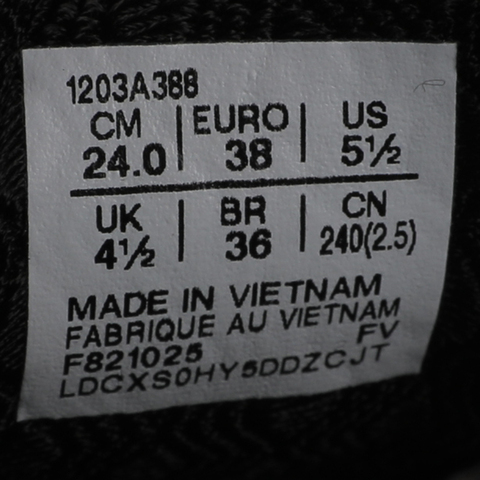 1203A388
CM | EURO | US
24.0 | 38 | 5½
UK | BR | CN
4½ | 36 | 240(2.5)
MADE IN VIETNAM
FABRIQUE AU VIETNAM
F821025 FV
LDCXS0HY5DDZCJT